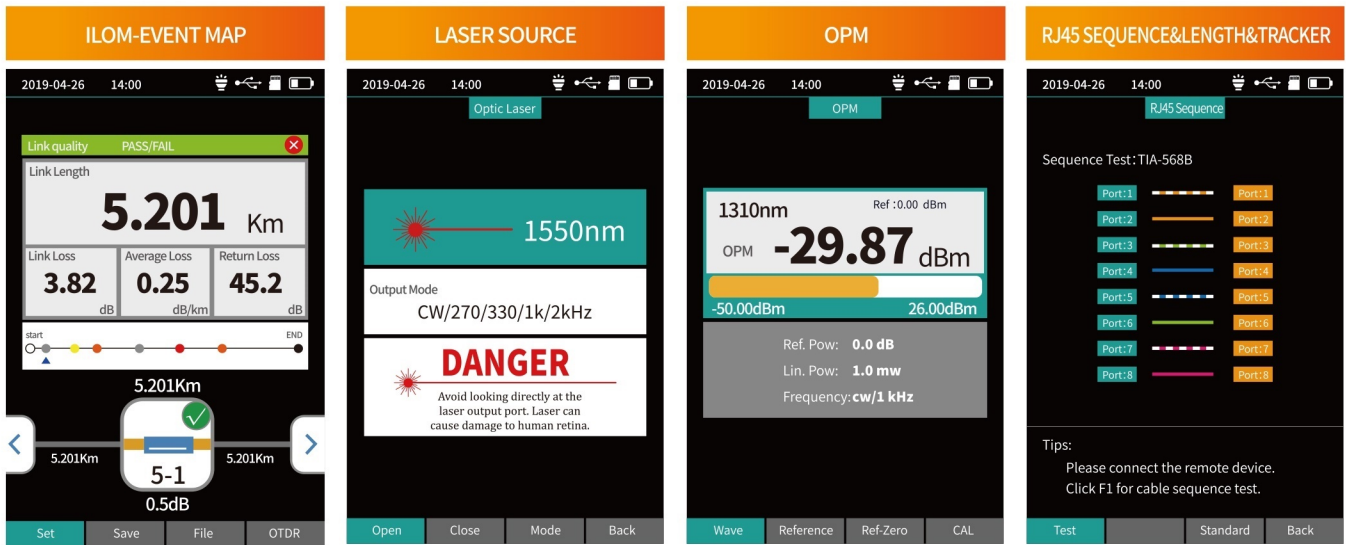 ILOM-EVENT MAP
2019-04-26 14:00
Link quality PASS/FAIL
Link Length
5.201 Km
Link Loss Average Loss Return Loss
3.82 0.25 45.2
dB dB/km dB
start END
5.201Km
5.201Km 5.201Km
5-1
0.5dB
Set Save File OTDR
LASER SOURCE
2019-04-26 14:00
Optic Laser
1550nm
Output Mode
CW/270/330/1k/2kHz
DANGER
Avoid looking directly at the
laser output port. Laser can
cause damage to human retina.
Open Close Mode Back
OPM
2019-04-26 14:00
OPM
1310nm Ref :0.00 dBm
OPM -29.87 dBm
-50.00dBm 26.00dBm
Ref. Pow: 0.0 dB
Lin. Pow: 1.0 mw
Frequency:cw/1 kHz
Wave Reference Ref-Zero CAL
RJ45 SEQUENCE&LENGTH&TRACKER
2019-04-26 14:00
RJ45 Sequence
Sequence Test:TIA-568B
Port:1 Port:1
Port:2 Port:2
Port:3 Port:3
Port:4 Port:4
Port:5 Port:5
Port:6 Port:6
Port:7 Port:7
Port:8 Port:8
Tips:
Please connect the remote device.
Click F1 for cable sequence test.
Test Standard Back